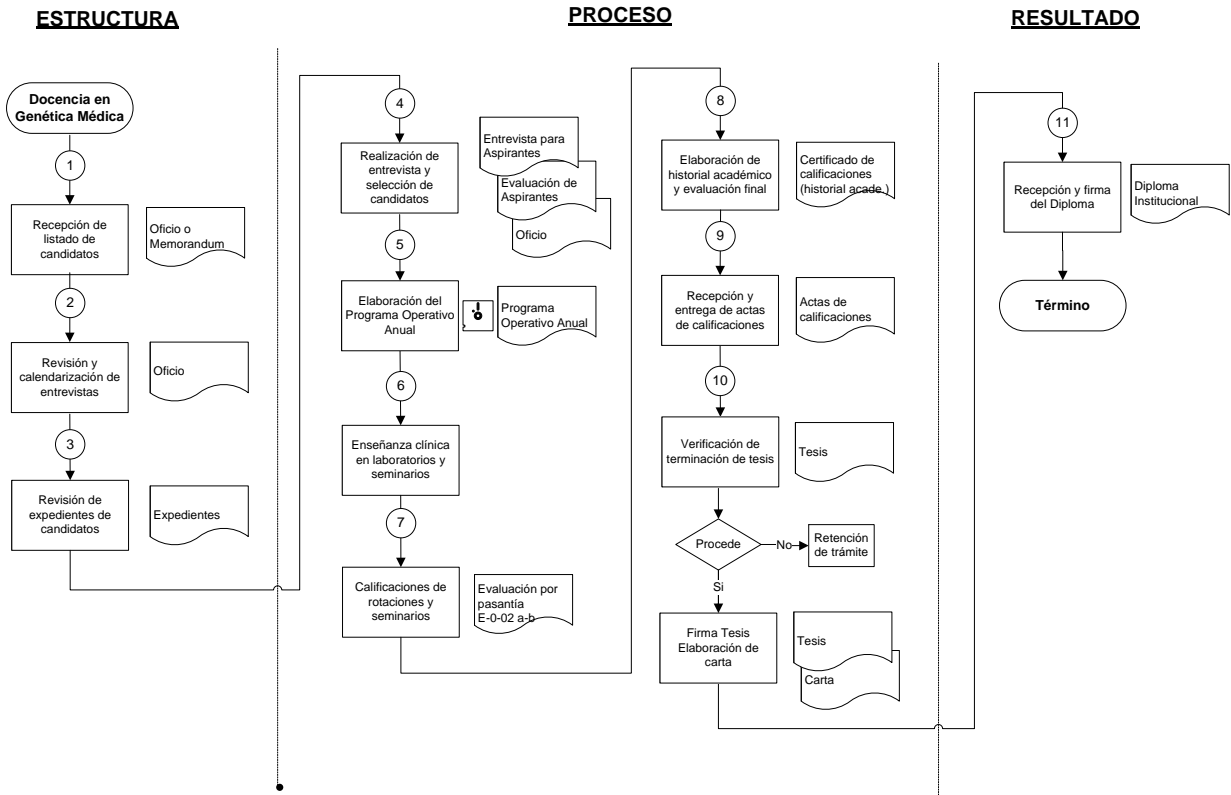 ESTRUCTURA
PROCESO
RESULTADO
Docencia en
Genética Médica
1
Recepción de
listado de
candidatos
Oficio o
Memorandum
2
Revisión y
calendarización de
entrevistas
Oficio
3
Revisión de
expedientes de
candidatos
Expedientes
4
Realización de
entrevista y
selección de
candidatos
Entrevista para
Aspirantes
Evaluación de
Aspirantes
Oficio
5
Elaboración del
Programa Operativo
Anual
Programa
Operativo Anual
6
Enseñanza clínica
en laboratorios y
seminarios
7
Calificaciones de
rotaciones y
seminarios
Evaluación por
pasantía
E-0-02 a-b
8
Elaboración de
historial académico
y evaluación final
Certificado de
calificaciones
(historial acade.)
9
Recepción y
entrega de actas
de calificaciones
Actas de
calificaciones
10
Verificación de
terminación de tesis
Tesis
Procede
No
Retención
de trámite
Si
Firma Tesis
Elaboración de
carta
Tesis
Carta
11
Recepción y firma
del Diploma
Diploma
Institucional
Término